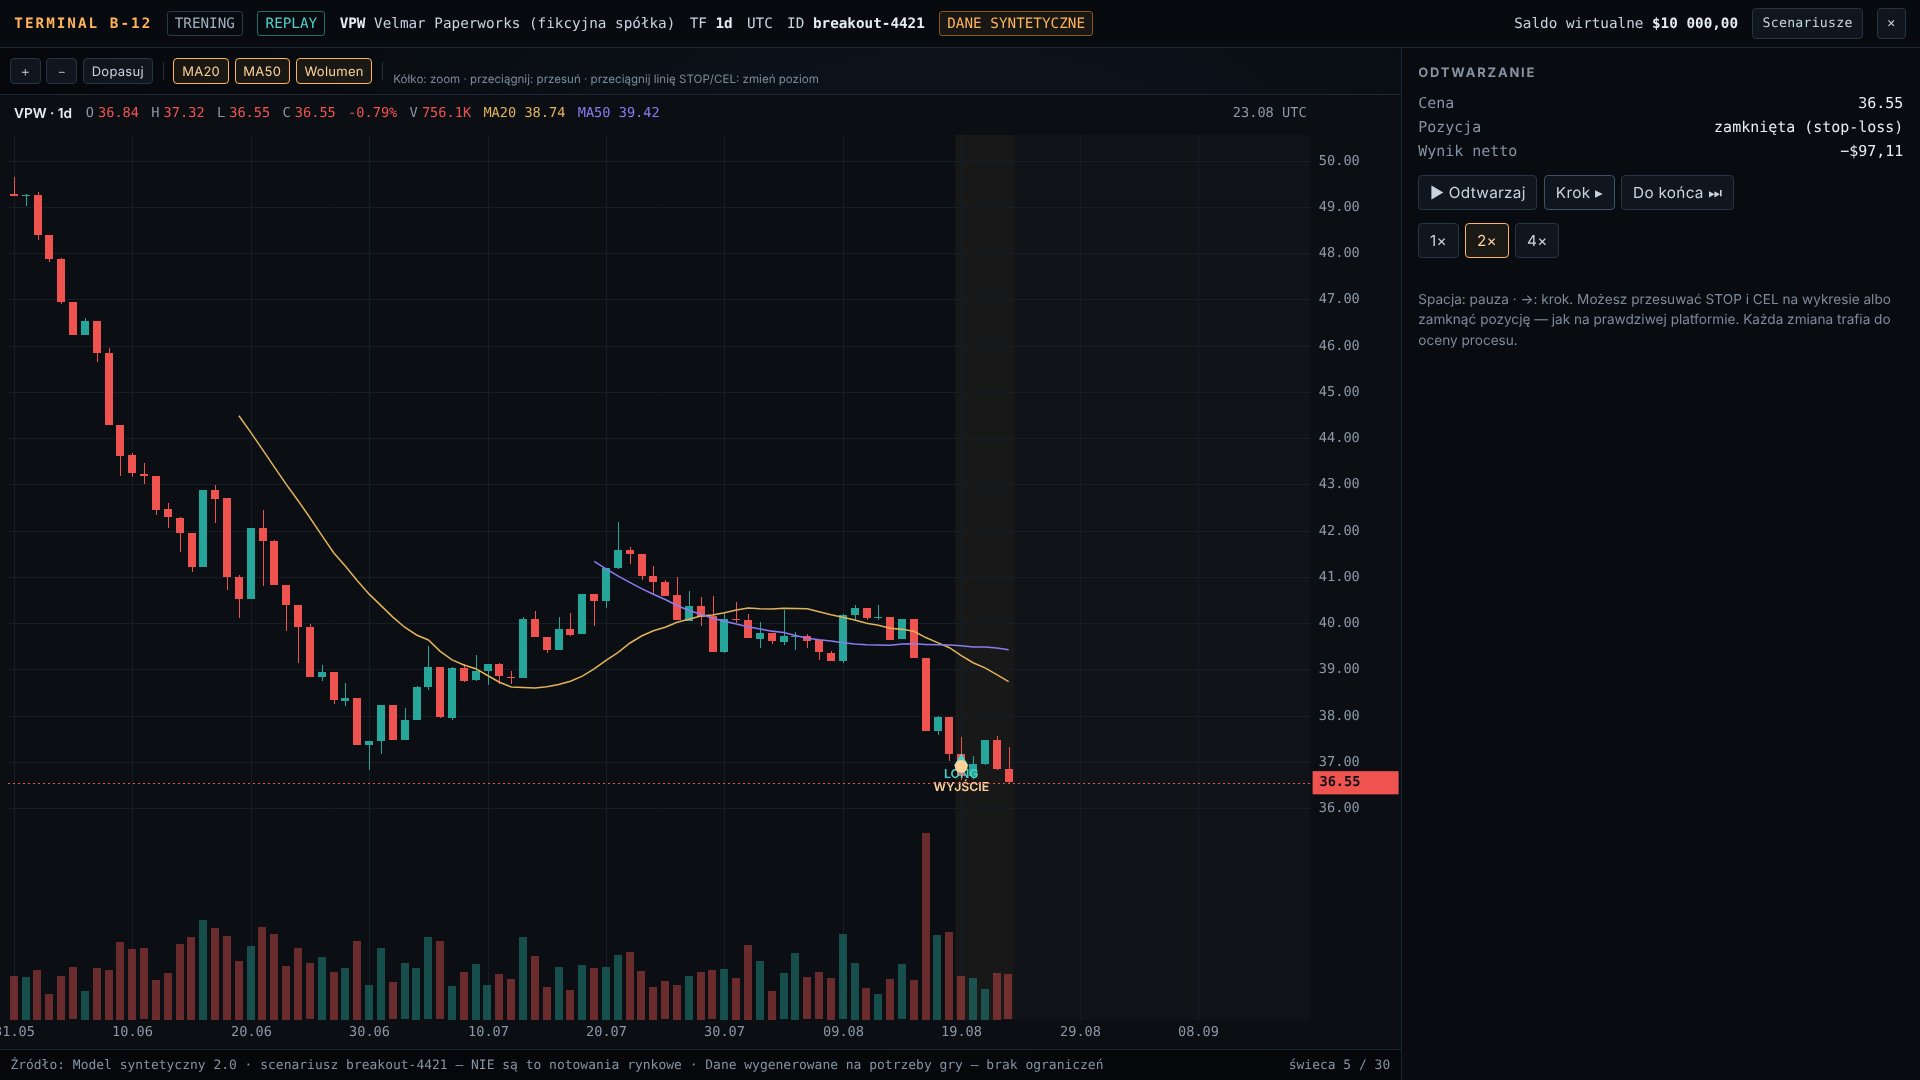 TERMINAL B-12 TRENING REPLAY VPW Velmar Paperworks (fikcyjna spółka) TF 1d UTC ID breakout-4421 DANE SYNTETYCZNE Saldo wirtualne $10 000,00 Scenariusze ×
+ − Dopasuj MA20 MA50 Wolumen Kółko: zoom · przeciągnij: przesuń · przeciągnij linię STOP/CEL: zmień poziom
VPW · 1d O 36.84 H 37.32 L 36.55 C 36.55 -0.79% V 756.1K MA20 38.74 MA50 39.42 23.08 UTC
50.00
49.00
48.00
47.00
46.00
45.00
44.00
43.00
42.00
41.00
40.00
39.00
38.00
37.00
36.55
36.00
LONG
WYJŚCIE
31.05 10.06 20.06 30.06 10.07 20.07 30.07 09.08 19.08 29.08 08.09
Źródło: Model syntetyczny 2.0 · scenariusz breakout-4421 — NIE są to notowania rynkowe · Dane wygenerowane na potrzeby gry — brak ograniczeń świeca 5 / 30
ODTWARZANIE
Cena 36.55
Pozycja zamknięta (stop-loss)
Wynik netto −$97,11
▶ Odtwarzaj Krok ▸ Do końca ⏭
1× 2× 4×
Spacja: pauza · →: krok. Możesz przesuwać STOP i CEL na wykresie albo
zamknąć pozycję — jak na prawdziwej platformie. Każda zmiana trafia do
oceny procesu.